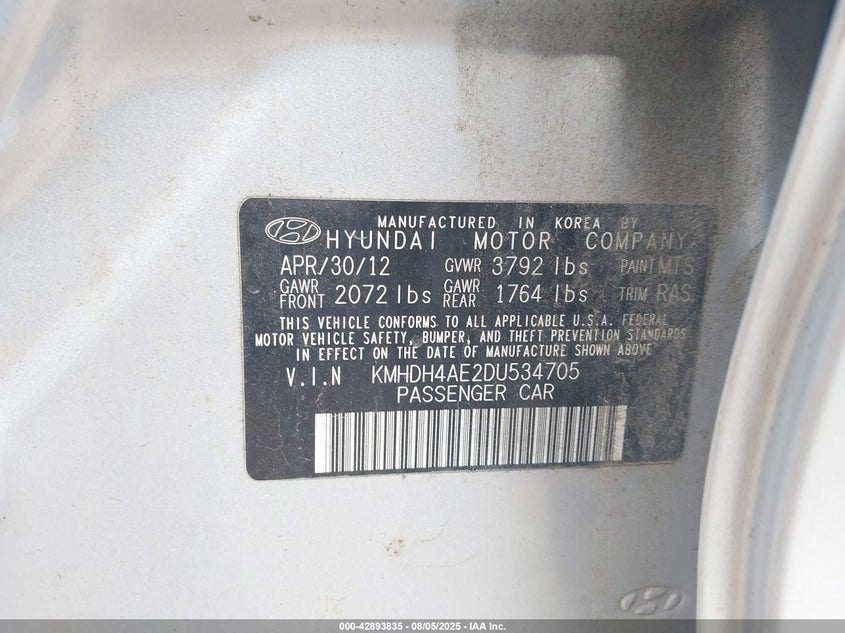 MANUFACTURED IN KOREA BY
HYUNDAI MOTOR COMPANY
APR/30/12 GVWR 3792 lbs PAINT MTS
GAWR FRONT 2072 lbs GAWR REAR 1764 lbs TRIM RAS
THIS VEHICLE CONFORMS TO ALL APPLICABLE U.S.A. FEDERAL
MOTOR VEHICLE SAFETY, BUMPER, AND THEFT PREVENTION STANDARDS
IN EFFECT ON THE DATE OF MANUFACTURE SHOWN ABOVE
V.I.N KMHDH4AE2DU534705
PASSENGER CAR
000-42893835 - 08/05/2025 - IAA Inc.